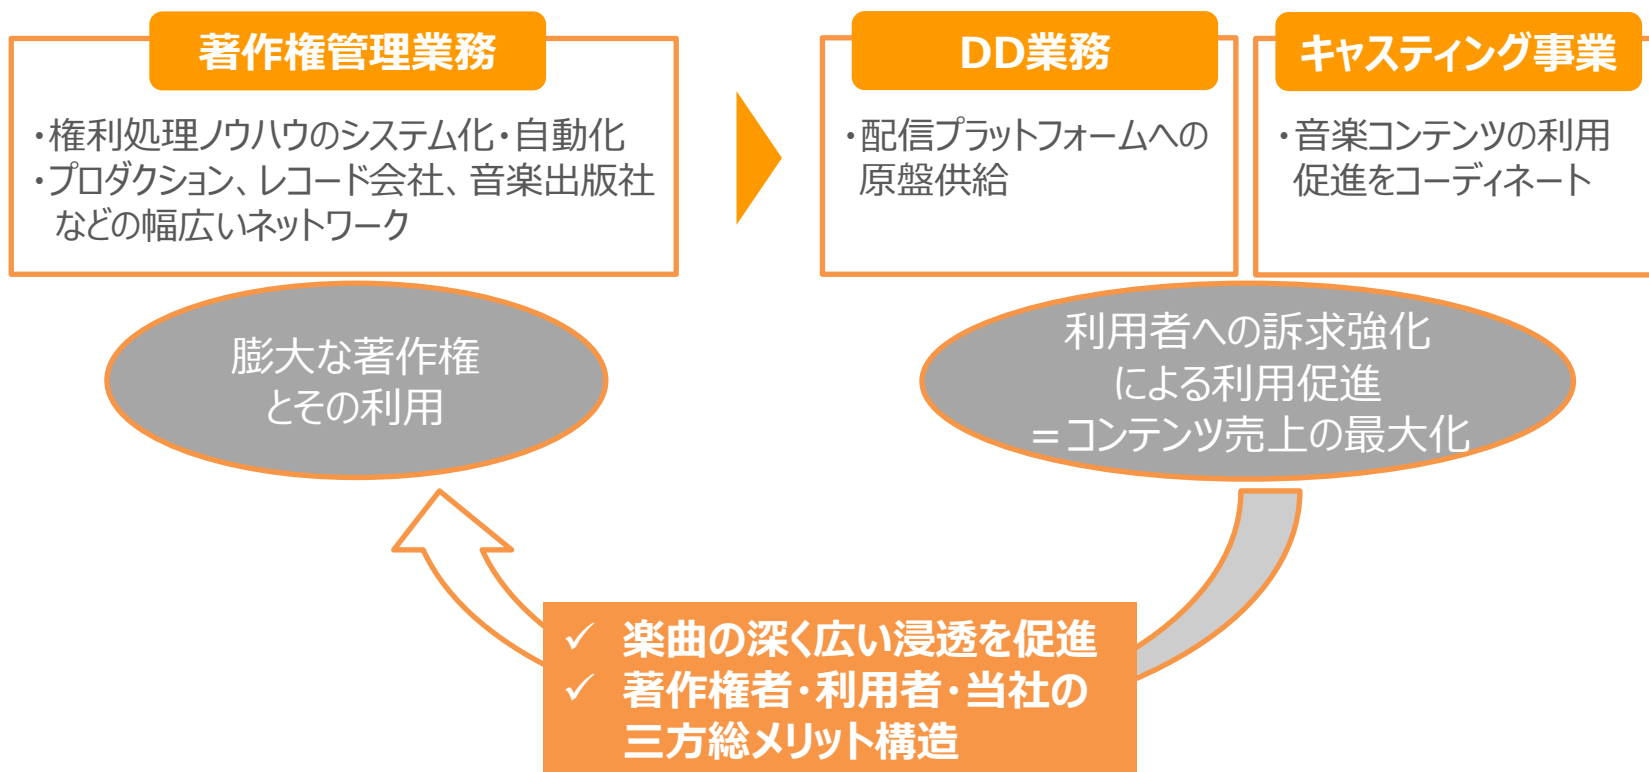 著作権管理業務
・権利処理ノウハウのシステム化・自動化
・プロダクション、レコード会社、音楽出版社
などの幅広いネットワーク
DD業務
・配信プラットフォームへの
原盤供給
キャスティング事業
・音楽コンテンツの利用
促進をコーディネート
膨大な著作権
とその利用
利用者への訴求強化
による利用促進
＝コンテンツ売上の最大化
✓ 楽曲の深く広い浸透を促進
✓ 著作権者・利用者・当社の
三方総メリット構造